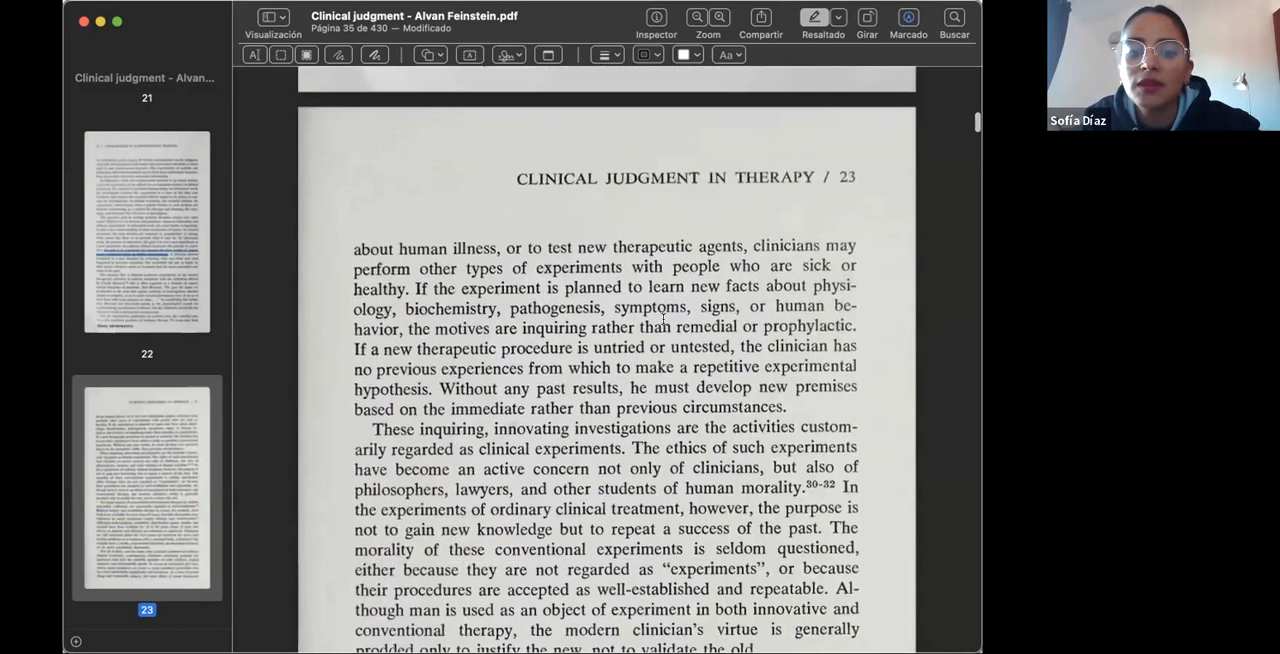 Clinical judgment - Alvan Feinstein.pdf
Página 35 de 430 — Modificado
Visualización
Inspector
Zoom
Compartir
Resaltado
Girar
Marcado
Buscar
Aa
Clinical judgment - Alvan...
21
22
23
Sofía Díaz
CLINICAL JUDGMENT IN THERAPY / 23
about human illness, or to test new therapeutic agents, clinicians may
perform other types of experiments with people who are sick or
healthy. If the experiment is planned to learn new facts about physi-
ology, biochemistry, pathogenesis, symptoms, signs, or human be-
havior, the motives are inquiring rather than remedial or prophylactic.
If a new therapeutic procedure is untried or untested, the clinician has
no previous experiences from which to make a repetitive experimental
hypothesis. Without any past results, he must develop new premises
based on the immediate rather than previous circumstances.
These inquiring, innovating investigations are the activities custom-
arily regarded as clinical experiments. The ethics of such experiments
have become an active concern not only of clinicians, but also of
philosophers, lawyers, and other students of human morality.30-32 In
the experiments of ordinary clinical treatment, however, the purpose is
not to gain new knowledge but to repeat a success of the past. The
morality of these conventional experiments is seldom questioned,
either because they are not regarded as “experiments”, or because
their procedures are accepted as well-established and repeatable. Al-
though man is used as an object of experiment in both innovative and
conventional therapy, the modern clinician’s virtue is generally
prodded only to justify the new, not to validate the old.